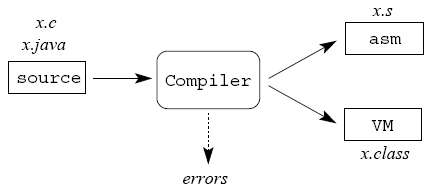 x.c
x.java
source
Compiler
x.s
asm
VM
x.class
errors